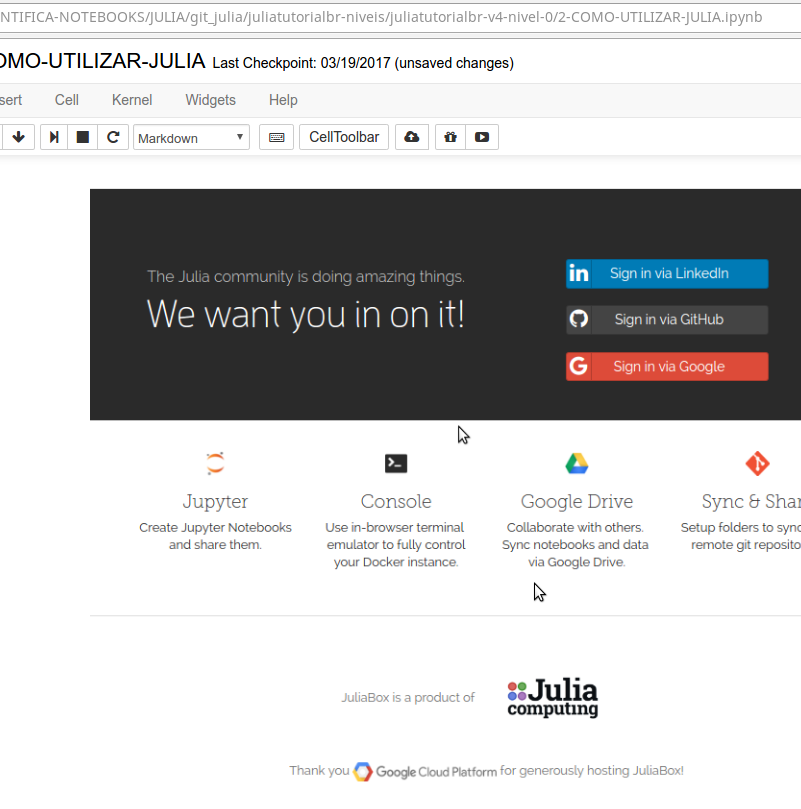 NTIFICA-NOTEBOOKS/JULIA/git_julia/juliatutorialbr-niveis/juliatutorialbr-v4-nivel-0/2-COMO-UTILIZAR-JULIA.ipynb
OMO-UTILIZAR-JULIA Last Checkpoint: 03/19/2017 (unsaved changes)
sert Cell Kernel Widgets Help
Markdown CellToolbar
The Julia community is doing amazing things.
We want you in on it!
in Sign in via LinkedIn
Sign in via GitHub
G Sign in via Google
Jupyter
Create Jupyter Notebooks
and share them.
Console
Use in-browser terminal
emulator to fully control
your Docker instance.
Google Drive
Collaborate with others.
Sync notebooks and data
via Google Drive.
Sync & Shar
Setup folders to sync
remote git reposito
JuliaBox is a product of Julia
computing
Thank you Google Cloud Platform for generously hosting JuliaBox!